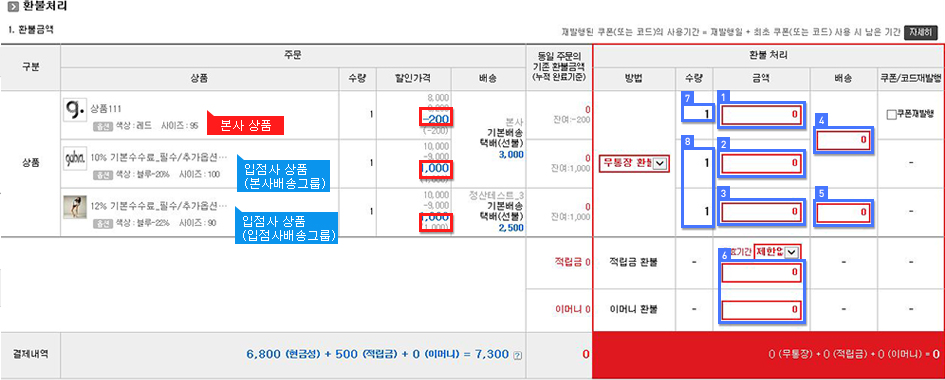 환불처리
1. 환불금액
재발행된 쿠폰(또는 코드)의 사용기간 = 재발행일 + 최초 쿠폰(또는 코드) 사용 시 남은 기간 자세히
구분 주문 동일 주문의 기존 환불금액 (누적 완료기준) 환불 처리
상품 수량 할인가격 배송 방법 수량 금액 배송 쿠폰/코드재발행
상품
g. 상품111
옵션 색상 : 레드 사이즈 : 95
본사 상품
1
8,000
-200
(-200)
본사
기본배송
택배(선불)
3,000
0
잔여:-200
7 1
1 0
4 0
쿠폰재발행
10% 기본수수료_필수/추가옵션…
옵션 색상 : 블루-20% 사이즈 : 100
입점사 상품
(본사배송그룹)
1
10,000
-9,000
1,000
0
잔여:1,000
무통장 환불
8 1
2 0
-
12% 기본수수료_필수/추가옵션…
옵션 색상 : 블루-22% 사이즈 : 90
입점사 상품
(입점사배송그룹)
1
10,000
-9,000
1,000
정산테스트_3
기본배송
택배(선불)
2,500
0
잔여:1,000
1
3 0
5 0
-
적립금 0
적립금 환불
-
6
제한없
0
-
-
이머니 0
이머니 환불
-
0
-
-
결제내역 6,800 (현금성) + 500 (적립금) + 0 (이머니) = 7,300 ? 0 0 (무통장) + 0 (적립금) + 0 (이머니) = 0